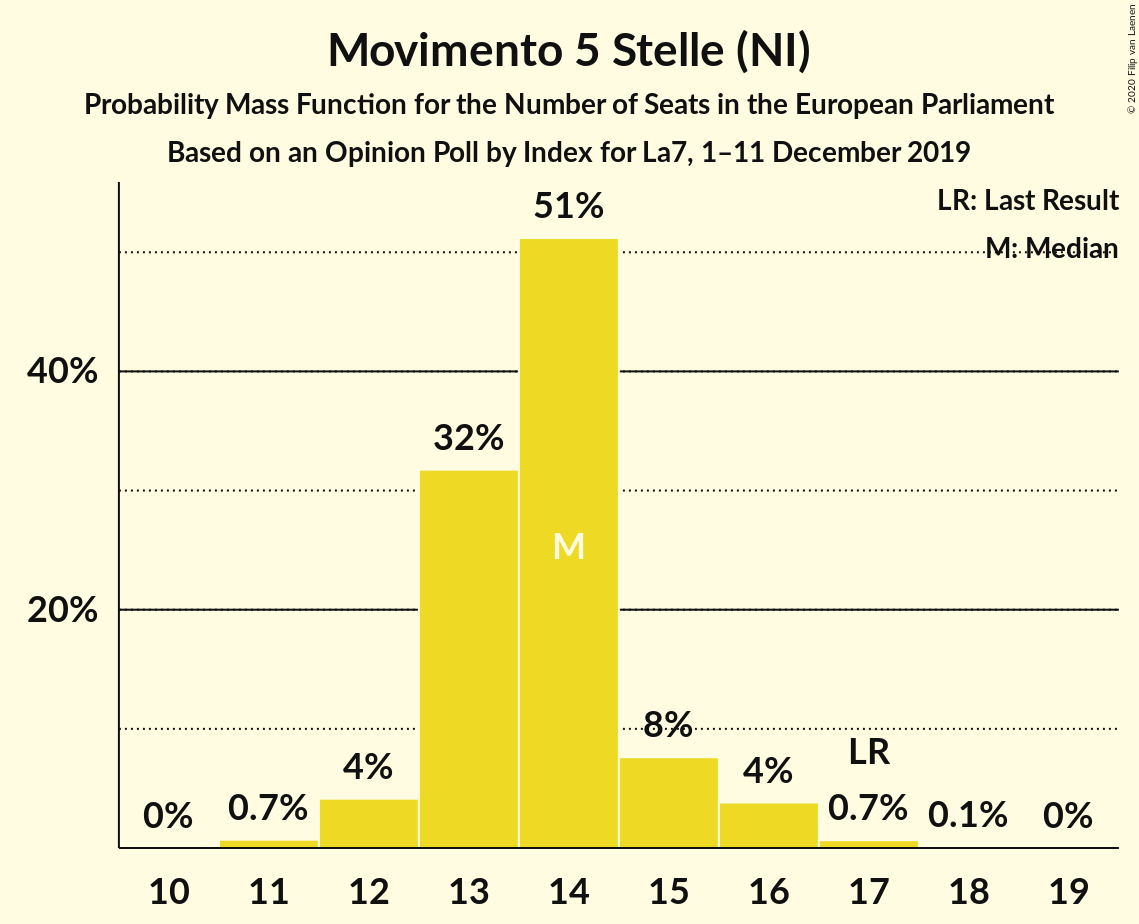 Movimento 5 Stelle (NI)
Probability Mass Function for the Number of Seats in the European Parliament
Based on an Opinion Poll by Index for La7, 1–11 December 2019
© 2020 Filip van Laenen
LR: Last Result
M: Median
40%
20%
0%
0.7%
4%
32%
51%
M
8%
4%
LR
0.7%
0.1%
0%
10 11 12 13 14 15 16 17 18 19